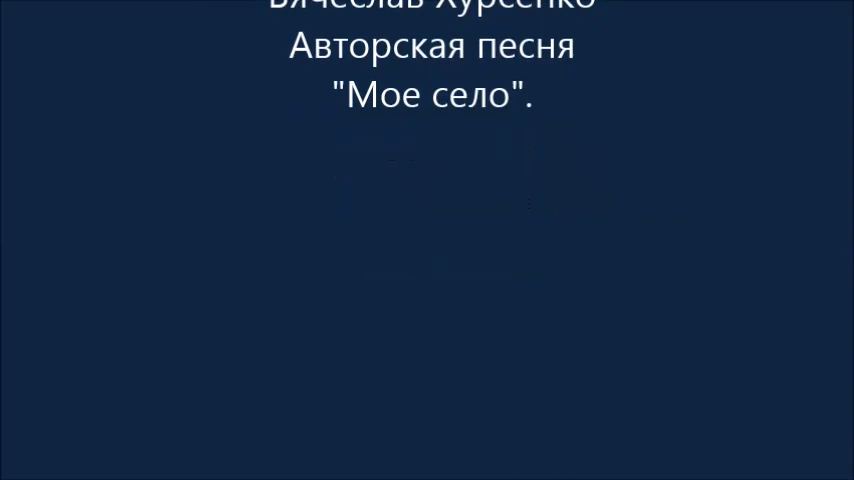 Вячеслав Хурсенко
Авторская песня
"Мое село".